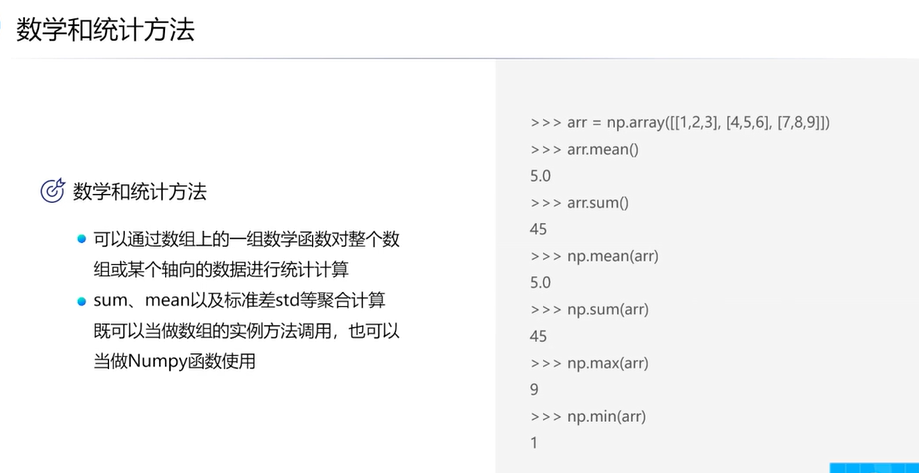 数学和统计方法
数学和统计方法
可以通过数组上的一组数学函数对整个数
组或某个轴向的数据进行统计计算
sum、mean以及标准差std等聚合计算
既可以当做数组的实例方法调用，也可以
当做Numpy函数使用
>>> arr = np.array([[1,2,3], [4,5,6], [7,8,9]])
>>> arr.mean()
5.0
>>> arr.sum()
45
>>> np.mean(arr)
5.0
>>> np.sum(arr)
45
>>> np.max(arr)
9
>>> np.min(arr)
1